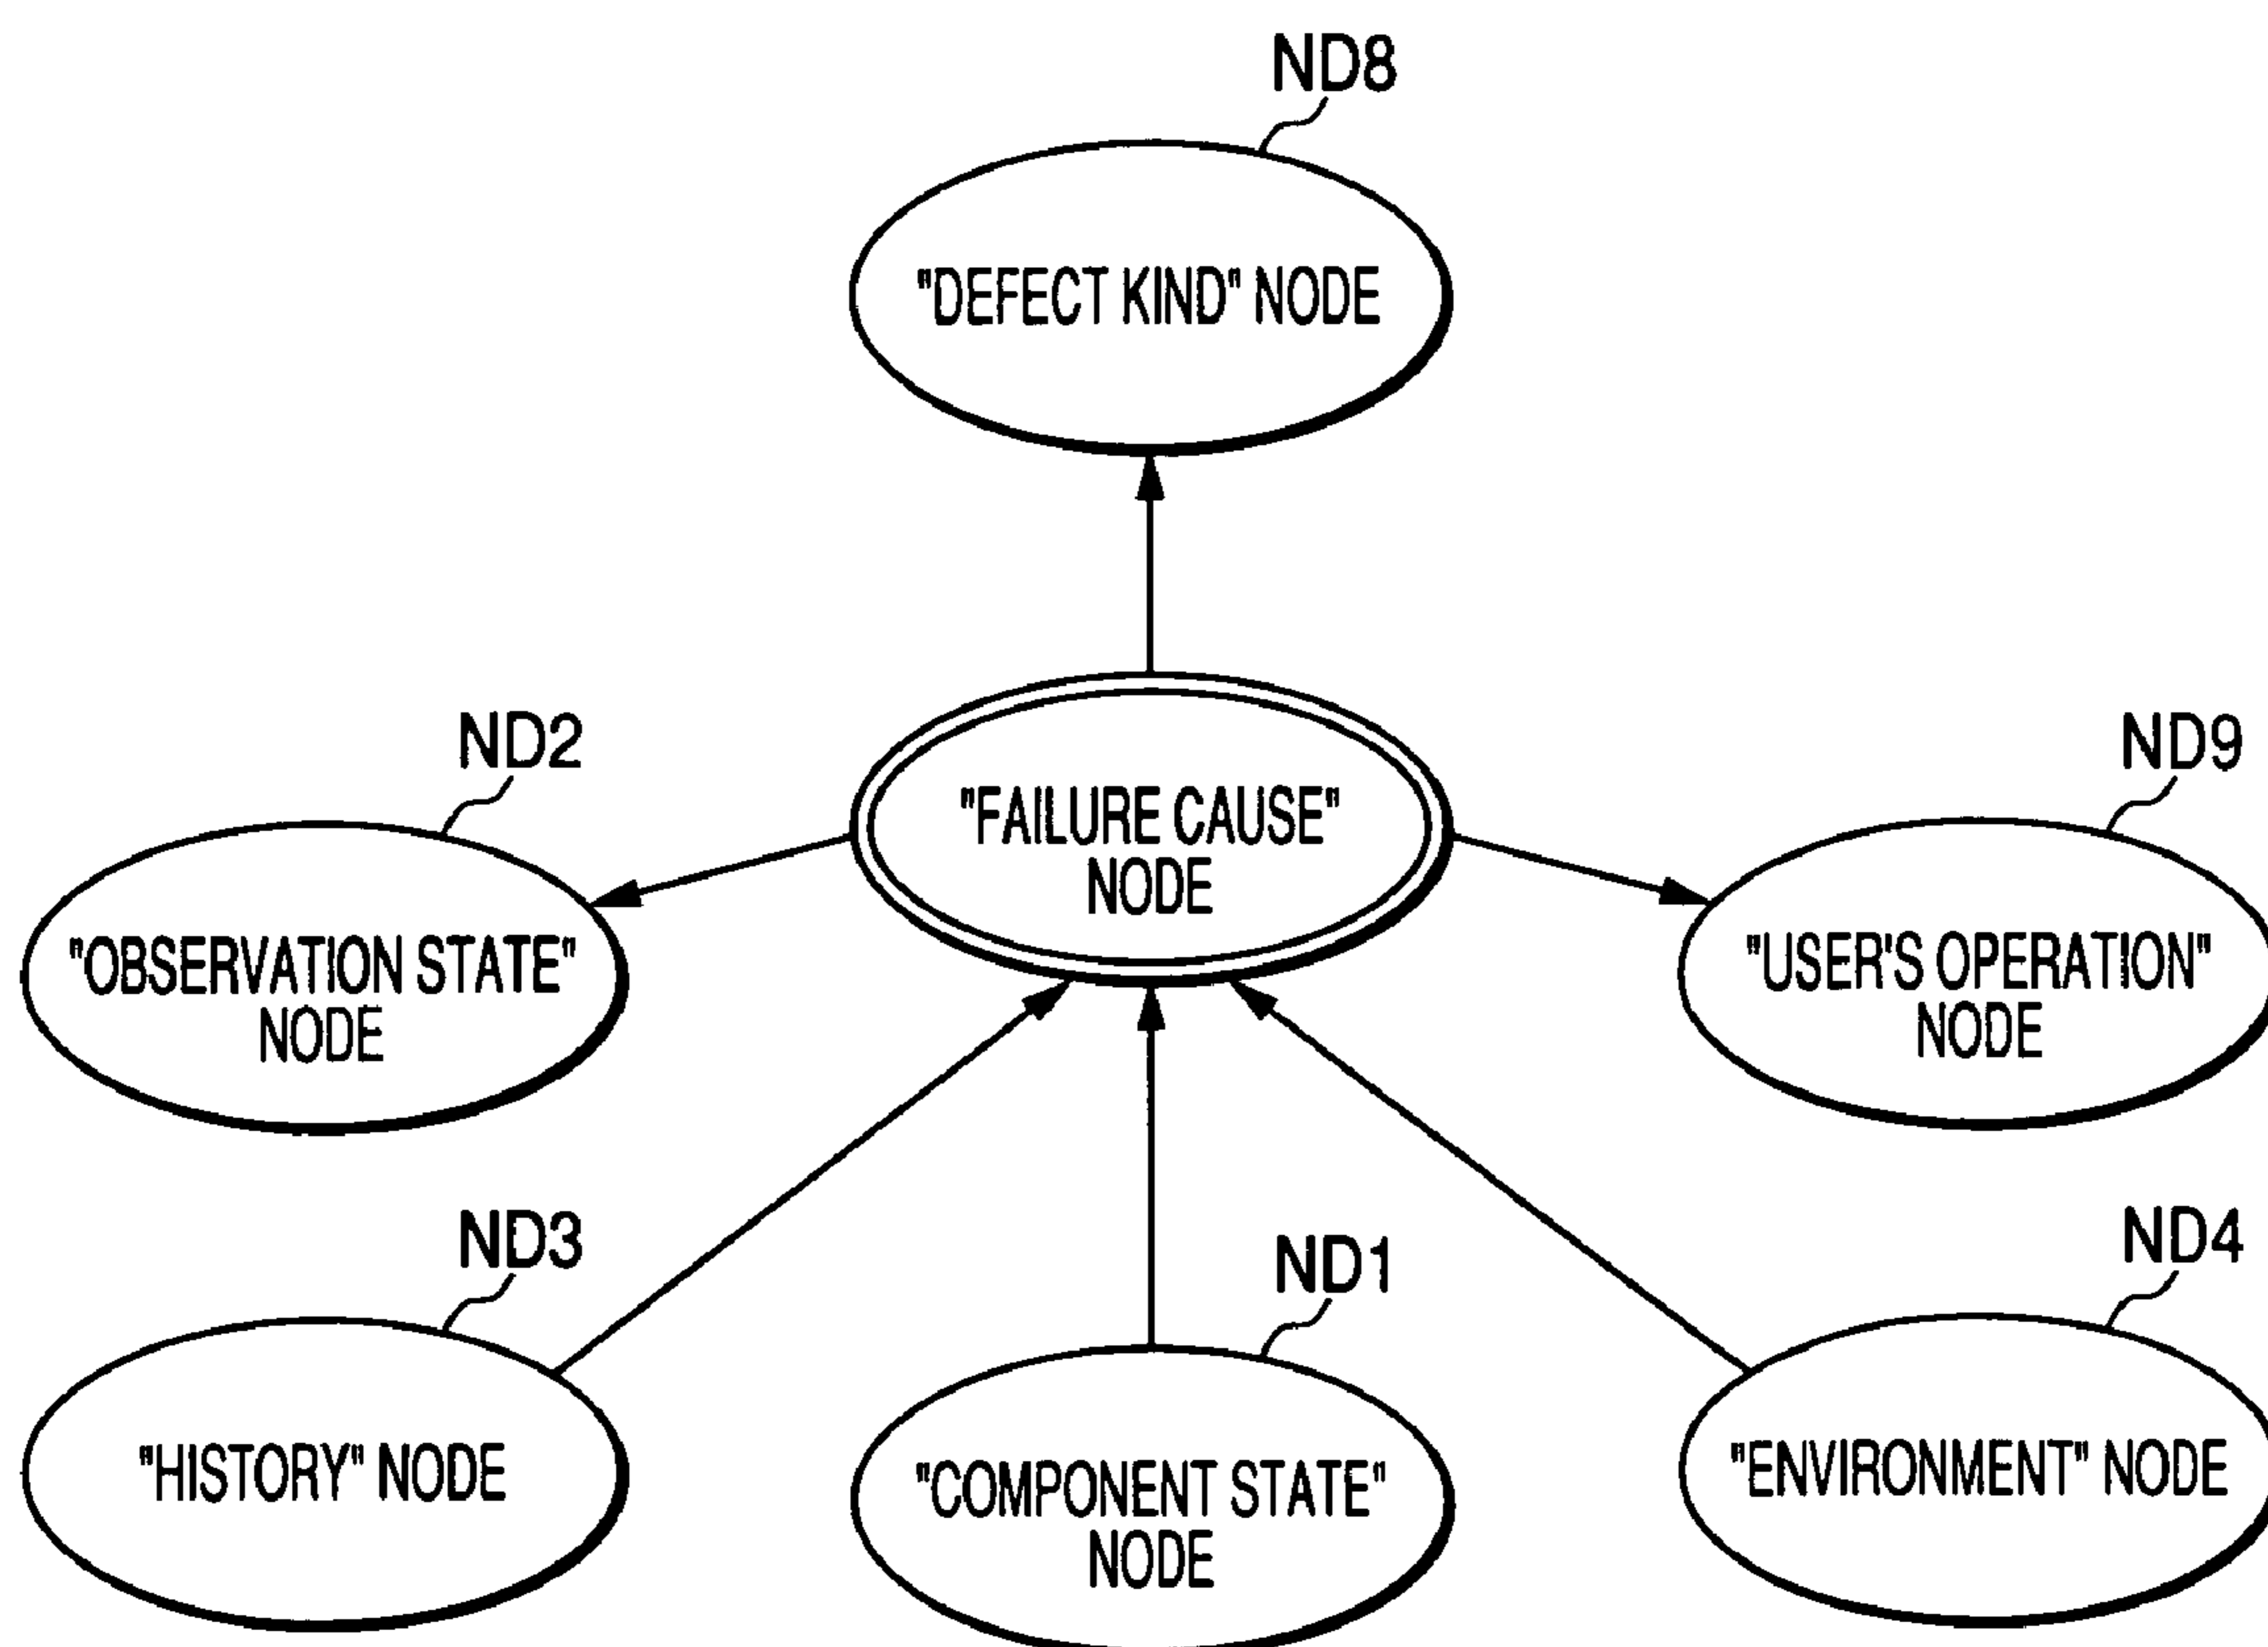 ND8
"DEFECT KIND" NODE
ND2
"FAILURE CAUSE"
NODE
ND9
"OBSERVATION STATE"
NODE
"USER'S OPERATION"
NODE
ND3
ND1
ND4
"HISTORY" NODE
"COMPONENT STATE"
NODE
"ENVIRONMENT" NODE